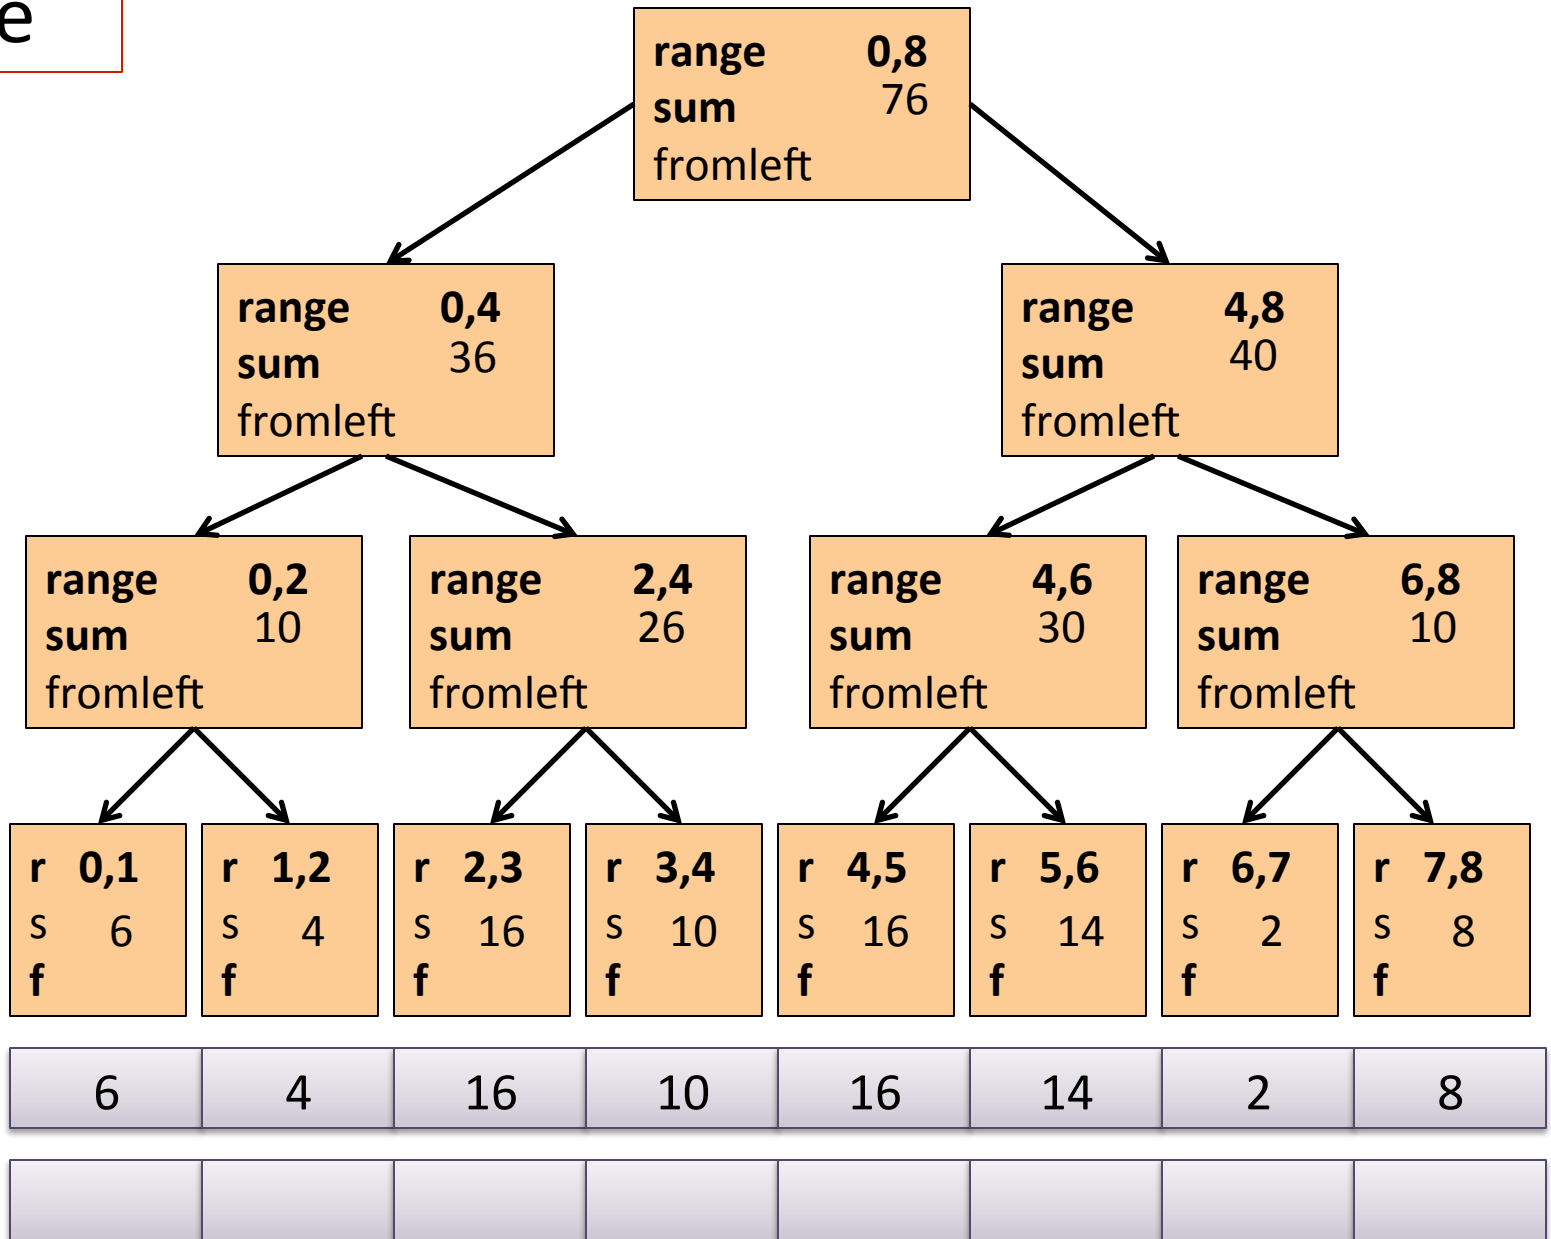 e
range 0,8
sum 76
fromleft
range 0,4
sum 36
fromleft
range 4,8
sum 40
fromleft
range 0,2
sum 10
fromleft
range 2,4
sum 26
fromleft
range 4,6
sum 30
fromleft
range 6,8
sum 10
fromleft
r 0,1
s 6
f
r 1,2
s 4
f
r 2,3
s 16
f
r 3,4
s 10
f
r 4,5
s 16
f
r 5,6
s 14
f
r 6,7
s 2
f
r 7,8
s 8
f
6 4 16 10 16 14 2 8